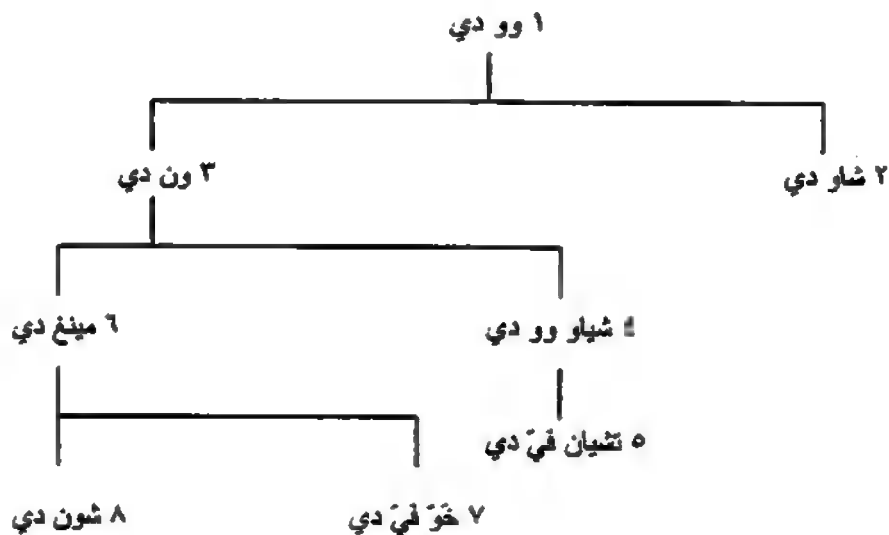 ١ وو دي
٢ شاو دي
٣ ون دي
٤ شياو وو دي
٦ مينغ دي
٥ تشيان فيّ دي
٧ خوّ فيّ دي
٨ شون دي